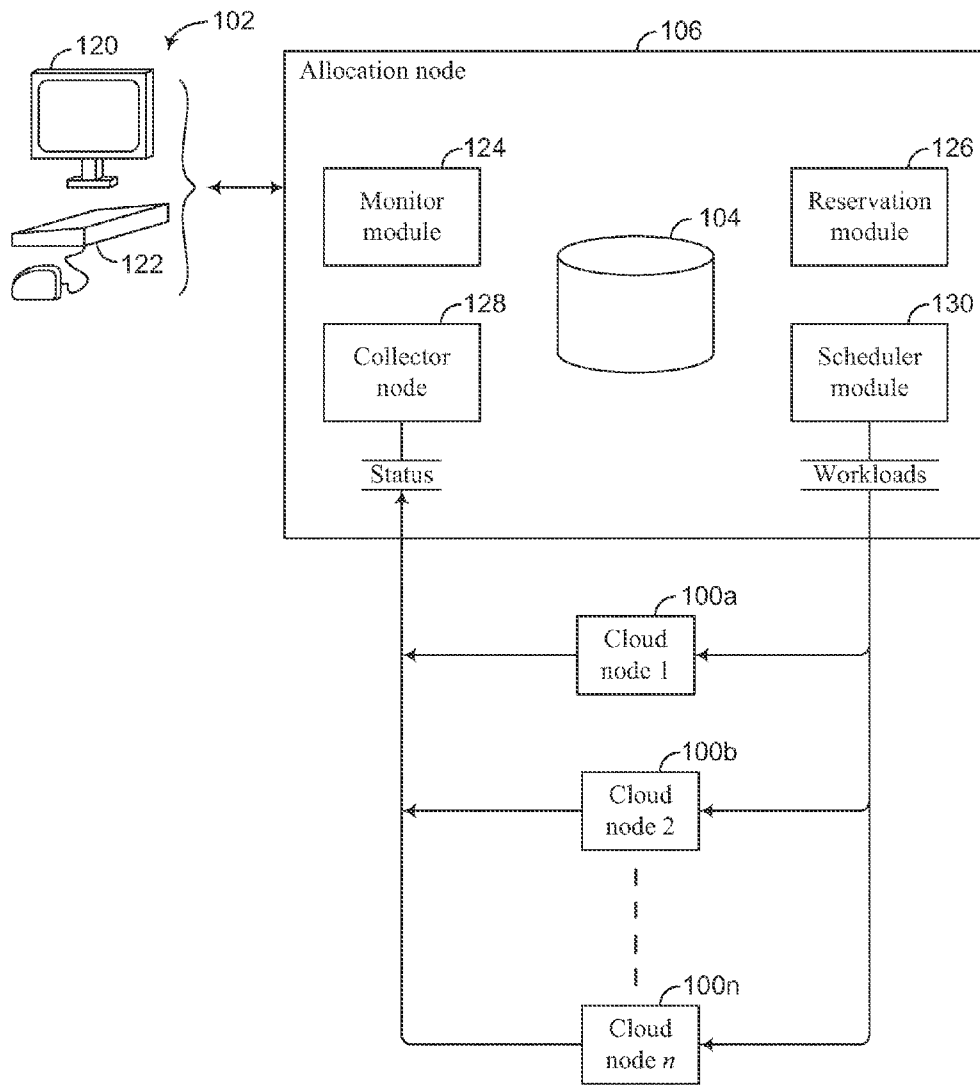 102
120
106
Allocation node
124
126
Monitor
module
104
Reservation
module
122
128
130
Collector
node
Scheduler
module
Status
Workloads
100a
Cloud
node 1
100b
Cloud
node 2
100n
Cloud
node n